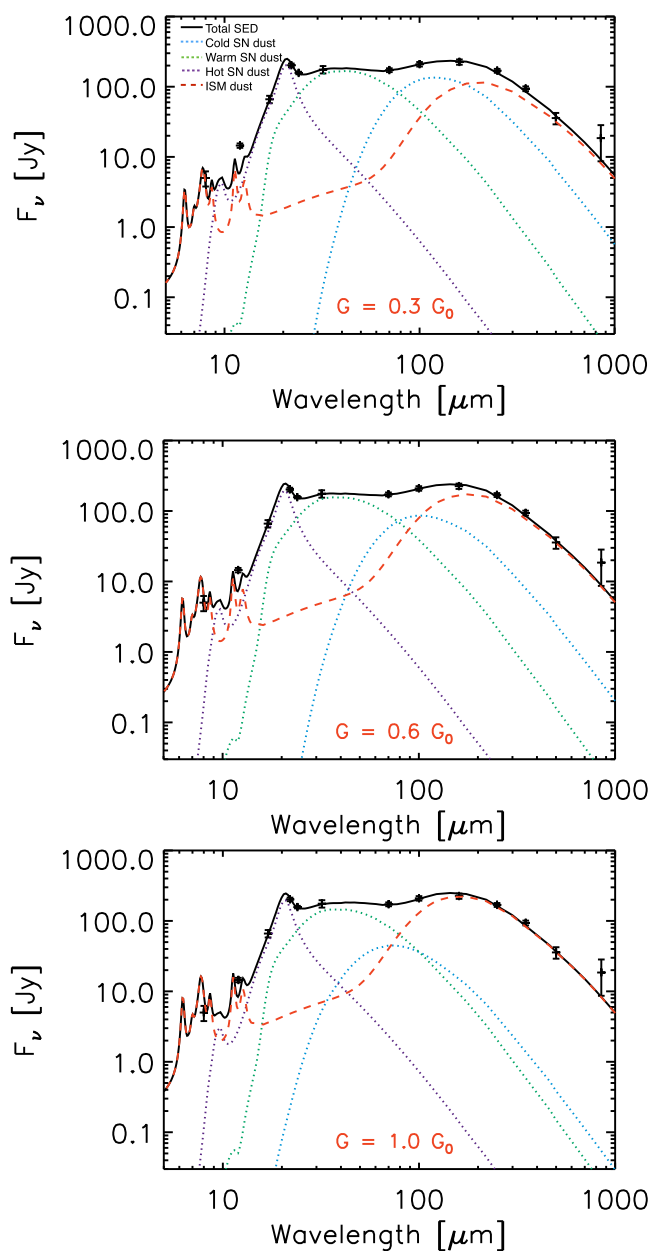 Total SED
Cold SN dust
Warm SN dust
Hot SN dust
ISM dust
1000.0
100.0
10.0
1.0
0.1
Fν [Jy]
G = 0.3 G₀
10
100
1000
Wavelength [μm]
1000.0
100.0
10.0
1.0
0.1
Fν [Jy]
G = 0.6 G₀
10
100
1000
Wavelength [μm]
1000.0
100.0
10.0
1.0
0.1
Fν [Jy]
G = 1.0 G₀
10
100
1000
Wavelength [μm]